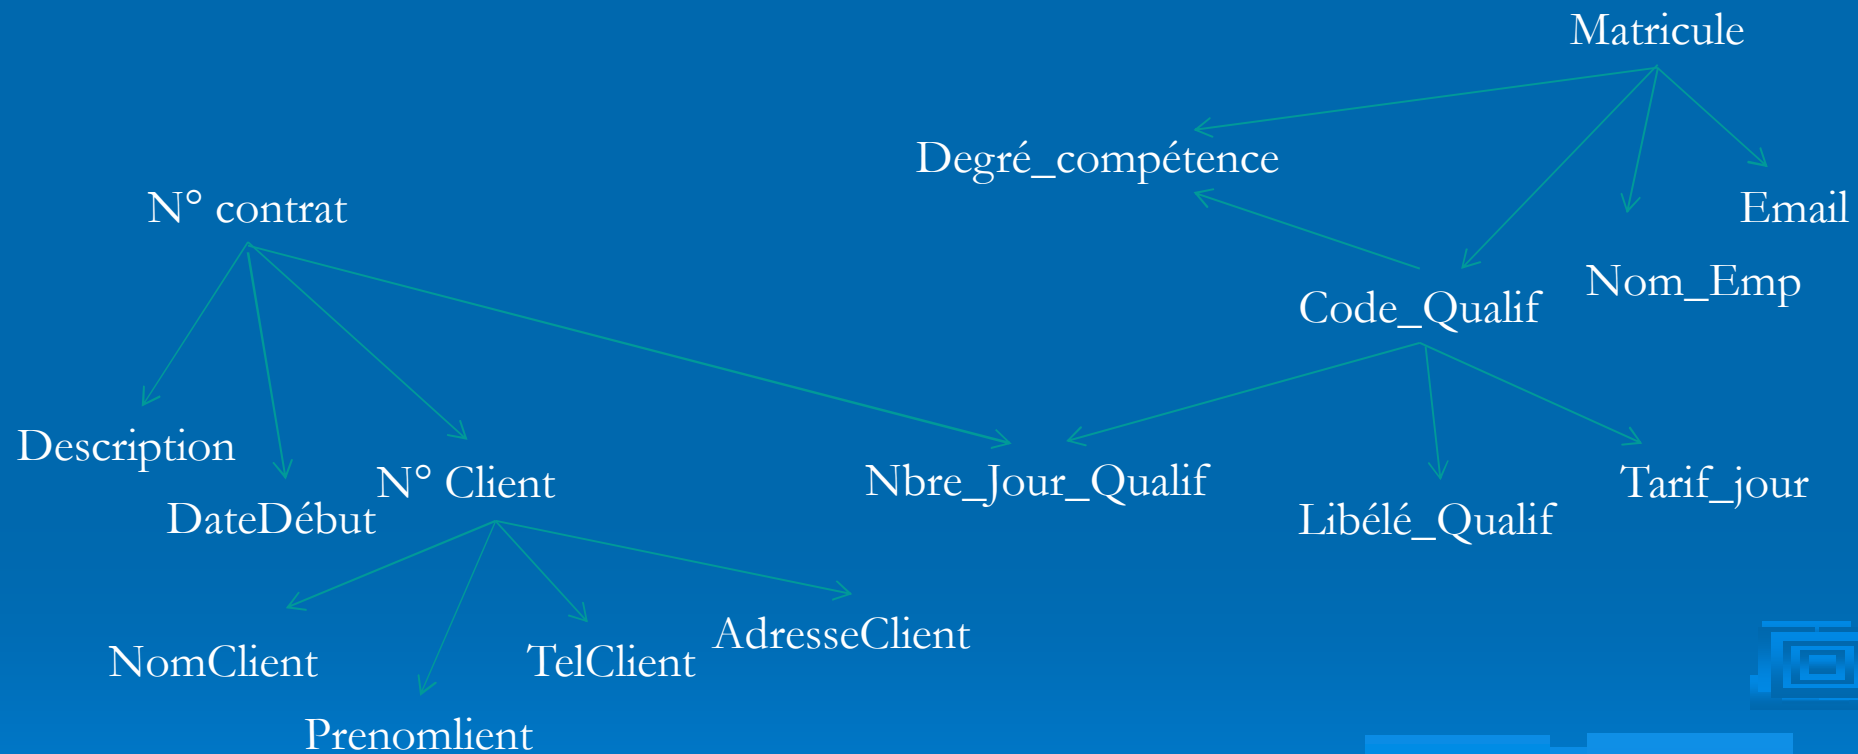 Matricule
Degré_compétence
N° contrat
Email
Nom_Emp
Code_Qualif
Description
N° Client
Nbre_Jour_Qualif
Tarif_jour
DateDébut
Libélé_Qualif
NomClient
TelClient
AdresseClient
Prenomlient